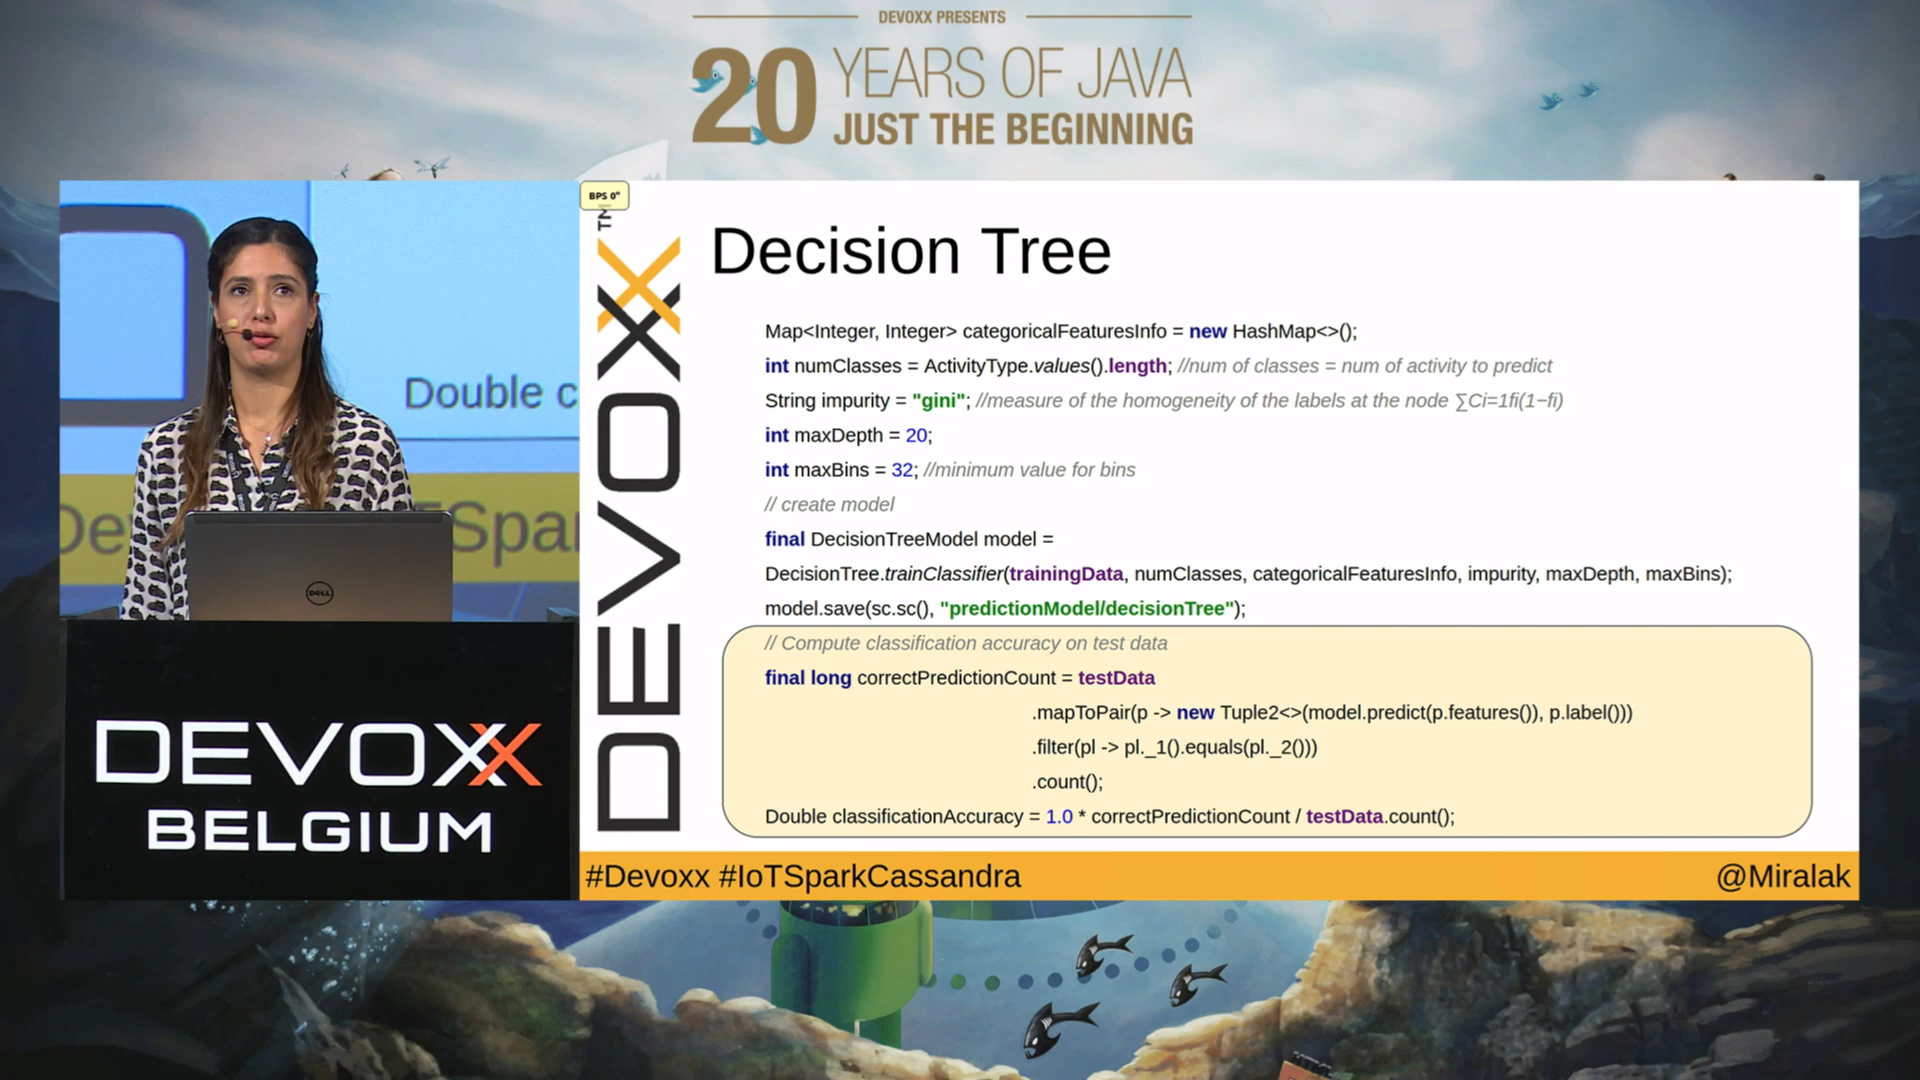 DEVOXX PRESENTS
20 YEARS OF JAVA
JUST THE BEGINNING
BPS 0"
DEVOXX™
Decision Tree
Map<Integer, Integer> categoricalFeaturesInfo = new HashMap<>();
int numClasses = ActivityType.values().length; //num of classes = num of activity to predict
String impurity = "gini"; //measure of the homogeneity of the labels at the node ∑Ci=1fi(1−fi)
int maxDepth = 20;
int maxBins = 32; //minimum value for bins
// create model
final DecisionTreeModel model =
DecisionTree.trainClassifier(trainingData, numClasses, categoricalFeaturesInfo, impurity, maxDepth, maxBins);
model.save(sc.sc(), "predictionModel/decisionTree");
// Compute classification accuracy on test data
final long correctPredictionCount = testData
.mapToPair(p -> new Tuple2<>(model.predict(p.features()), p.label()))
.filter(pl -> pl._1().equals(pl._2()))
.count();
Double classificationAccuracy = 1.0 * correctPredictionCount / testData.count();
#Devoxx #IoTSparkCassandra
@Miralak
Double c
De
Spa
DELL
DEVOXX
BELGIUM